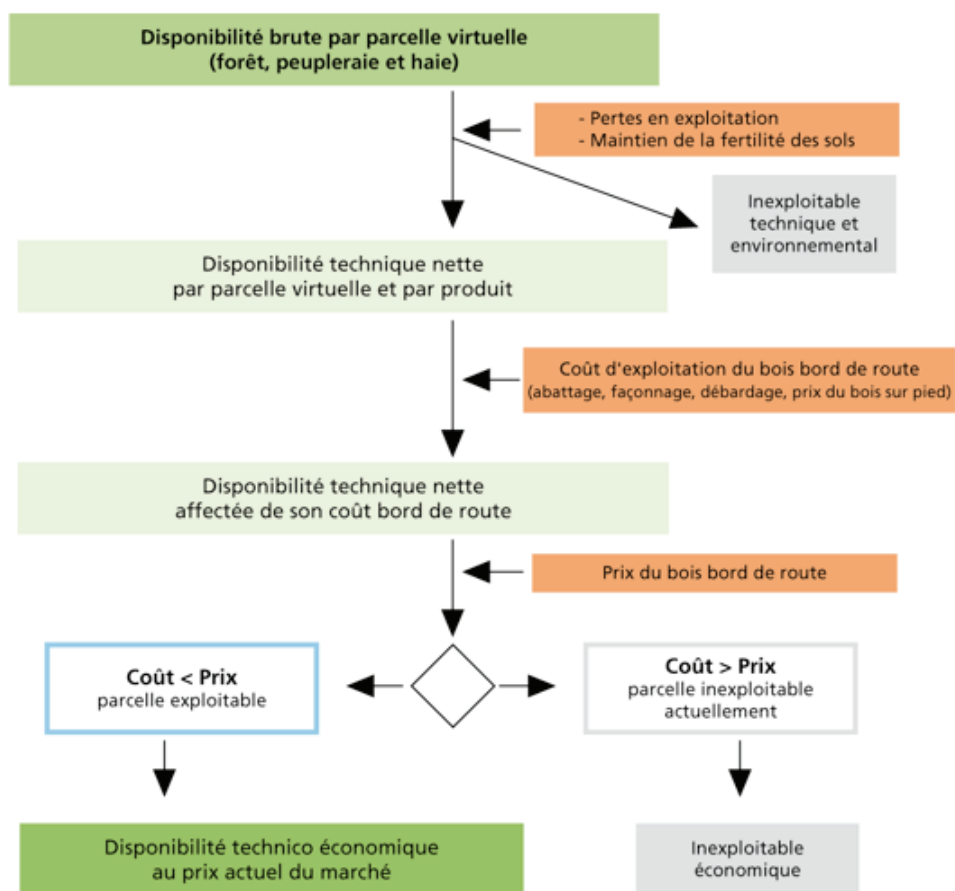 Disponibilité brute par parcelle virtuelle
(forêt, peupleraie et haie)
- Pertes en exploitation
- Maintien de la fertilité des sols
Inexploitable
technique et
environnemental
Disponibilité technique nette
par parcelle virtuelle et par produit
Coût d'exploitation du bois bord de route
(abattage, façonnage, débardage, prix du bois sur pied)
Disponibilité technique nette
affectée de son coût bord de route
Prix du bois bord de route
Coût < Prix
parcelle exploitable
Coût > Prix
parcelle inexploitable
actuellement
Disponibilité technico économique
au prix actuel du marché
Inexploitable
économique